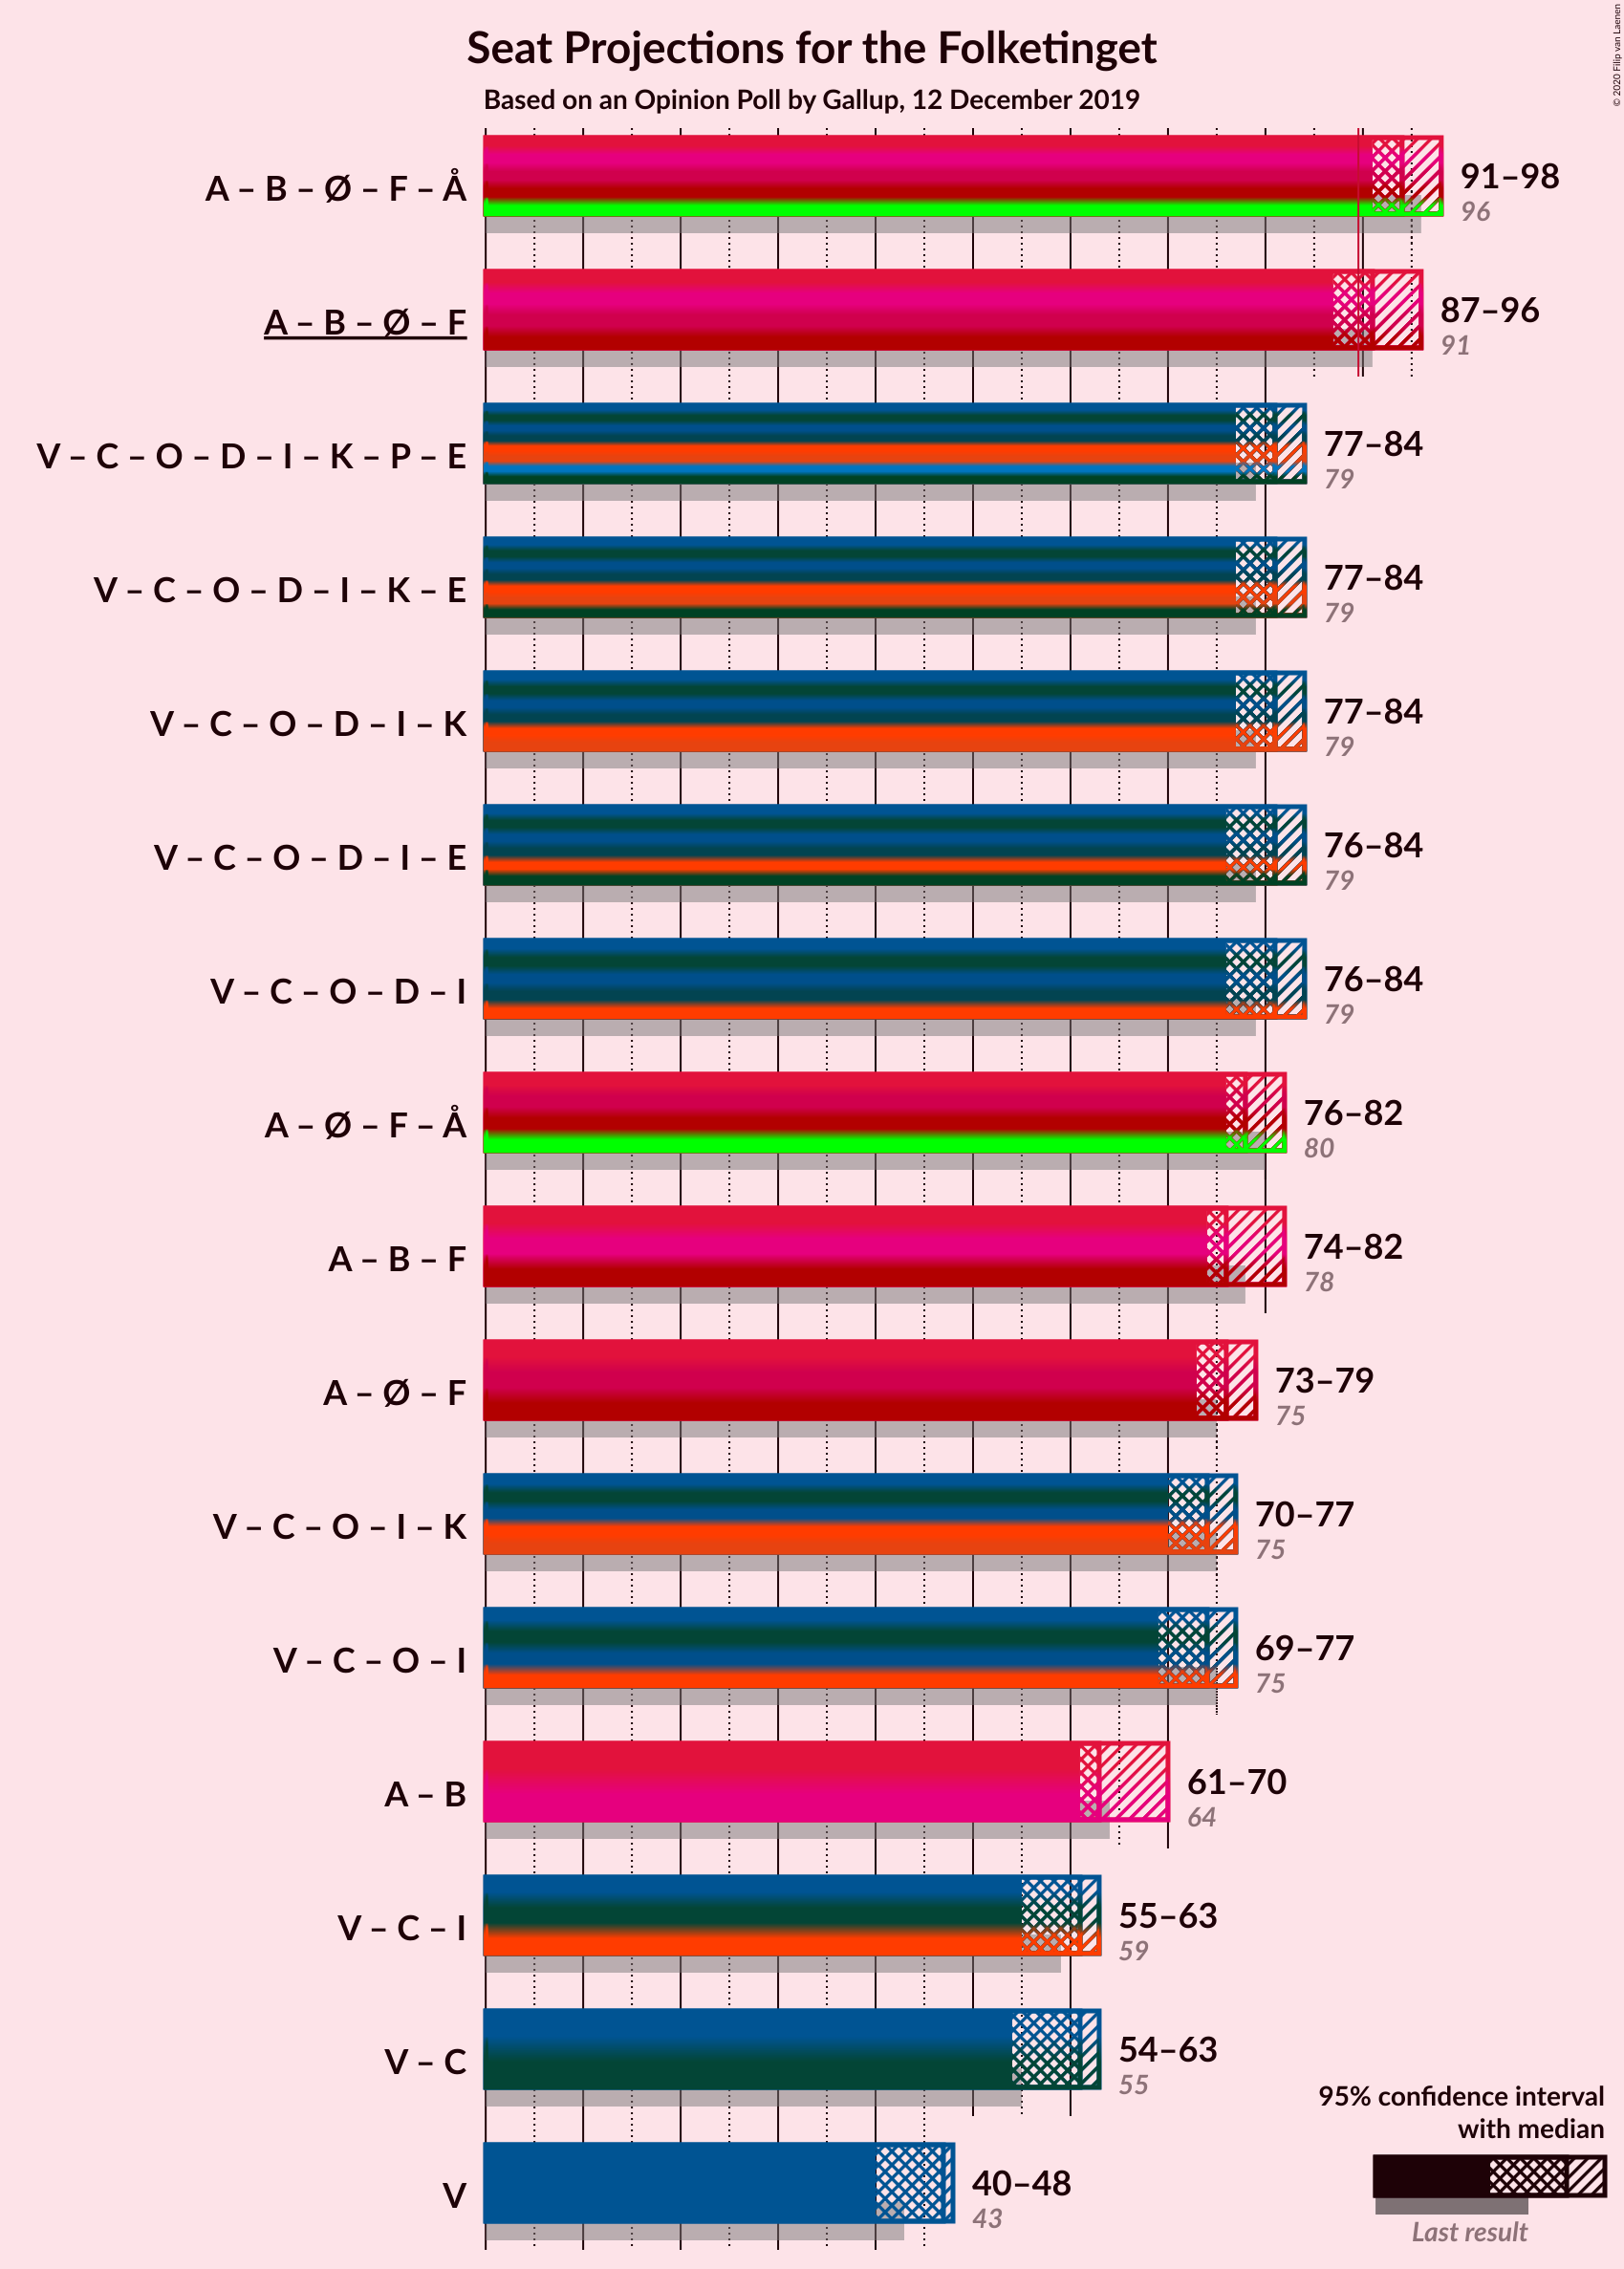 Seat Projections for the Folketinget
Based on an Opinion Poll by Gallup, 12 December 2019
© 2020 Filip van Laenen
A – B – Ø – F – Å
91–98
96
A – B – Ø – F
87–96
91
V – C – O – D – I – K – P – E
77–84
79
V – C – O – D – I – K – E
77–84
79
V – C – O – D – I – K
77–84
79
V – C – O – D – I – E
76–84
79
V – C – O – D – I
76–84
79
A – Ø – F – Å
76–82
80
A – B – F
74–82
78
A – Ø – F
73–79
75
V – C – O – I – K
70–77
75
V – C – O – I
69–77
75
A – B
61–70
64
V – C – I
55–63
59
V – C
54–63
55
V
40–48
43
95% confidence interval
with median
Last result